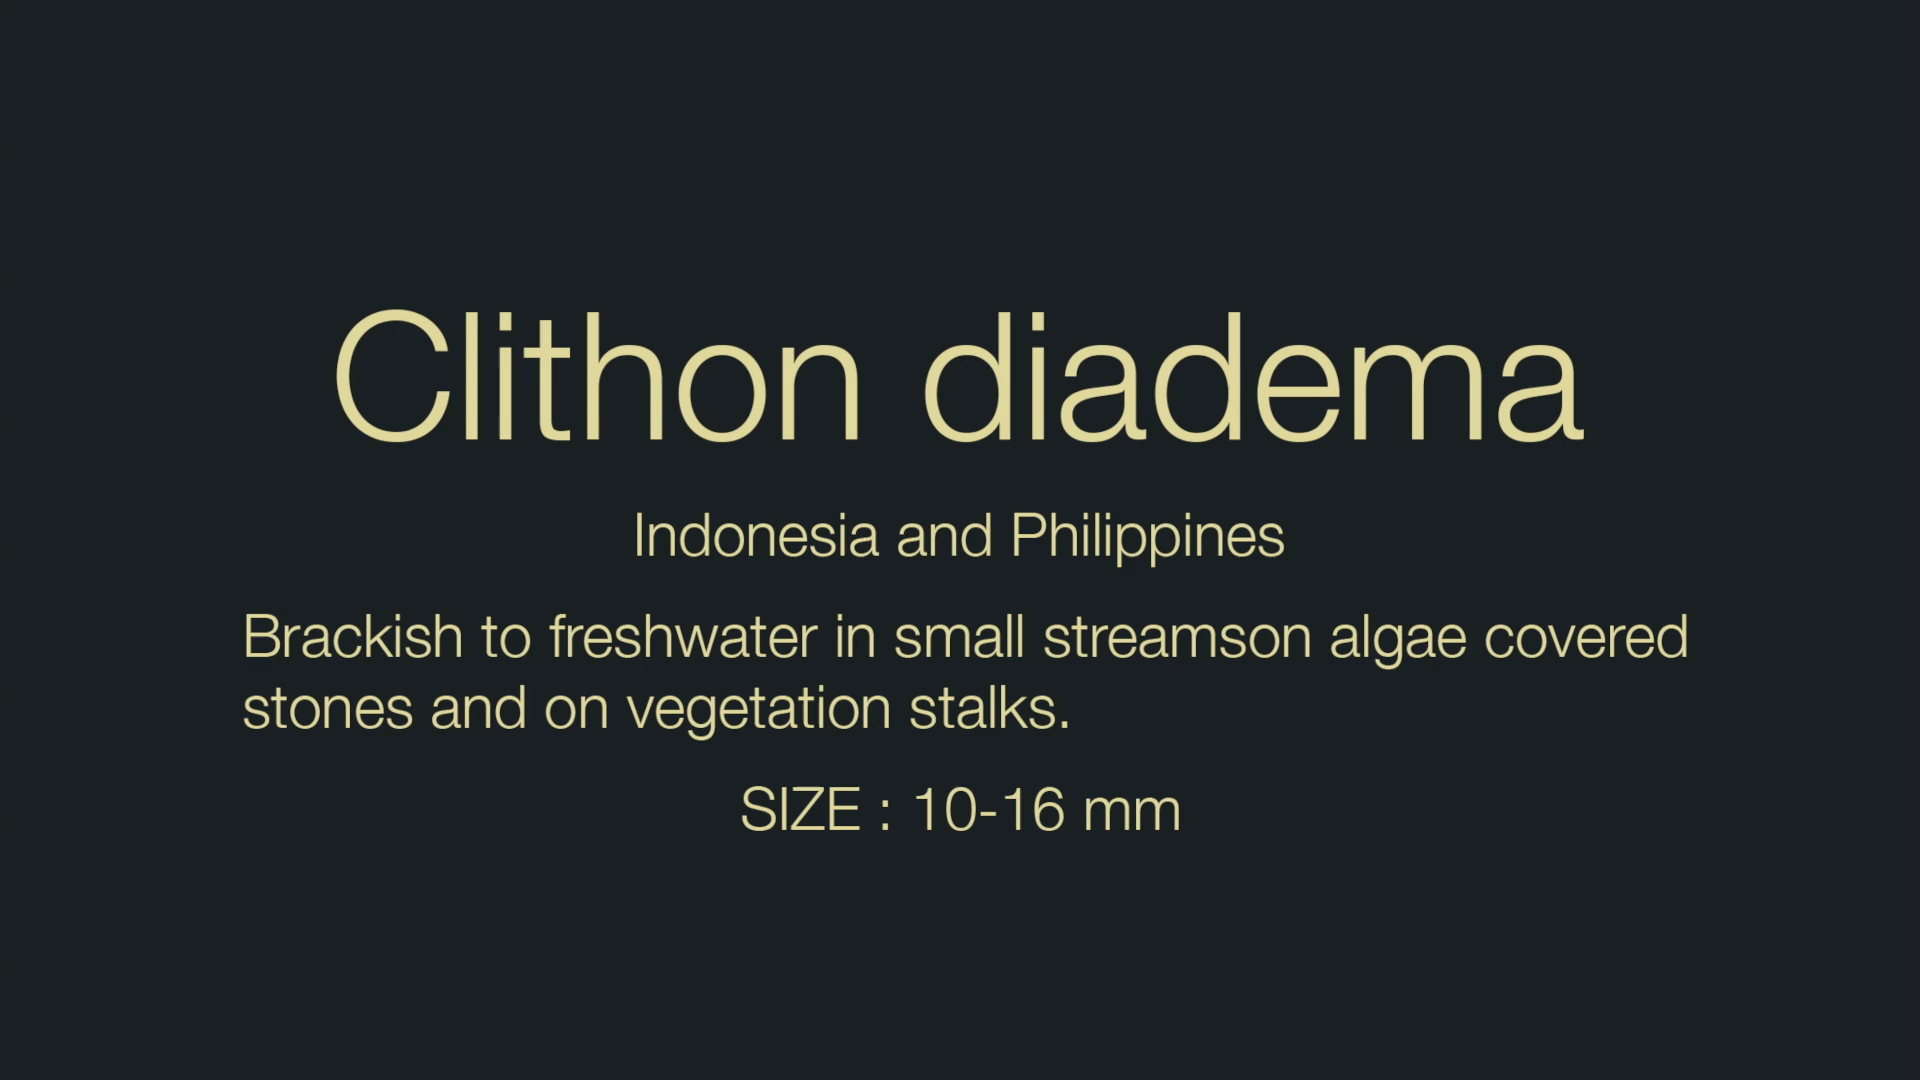 Clithon diadema
Indonesia and Philippines
Brackish to freshwater in small streamson algae covered
stones and on vegetation stalks.
SIZE : 10-16 mm